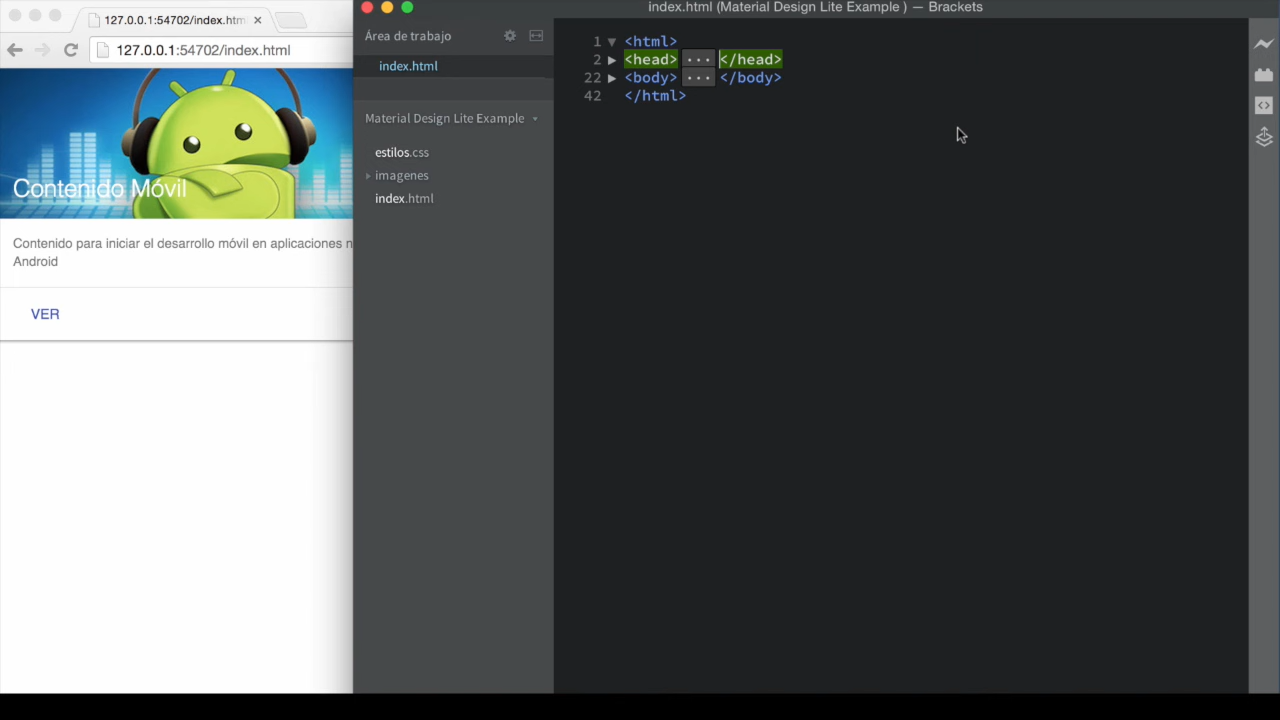 127.0.0.1:54702/index.htm
127.0.0.1:54702/index.html
Contenido Móvil
Contenido para iniciar el desarrollo móvil en aplicaciones n
Android
VER
index.html (Material Design Lite Example ) — Brackets
Área de trabajo
index.html
Material Design Lite Example
estilos.css
imagenes
index.html
1 <html>
2 <head> ... </head>
22 <body> ... </body>
42 </html>